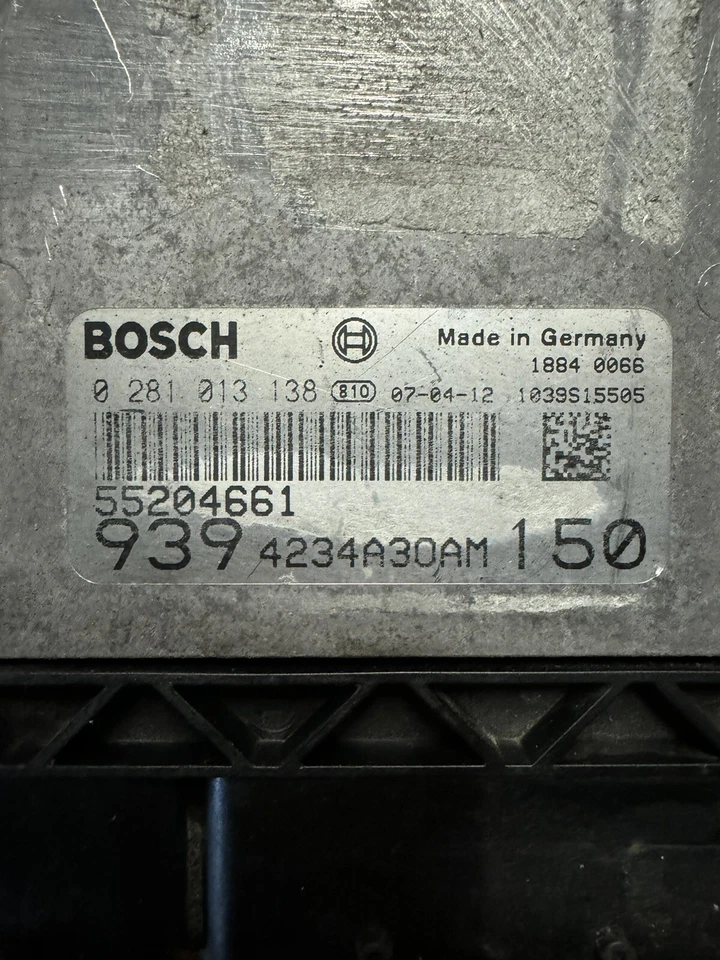 BOSCH Made in Germany
1884 0066
0 281 013 138 810 07-04-12 1039S15505
55204661
939 4234A30AM 150